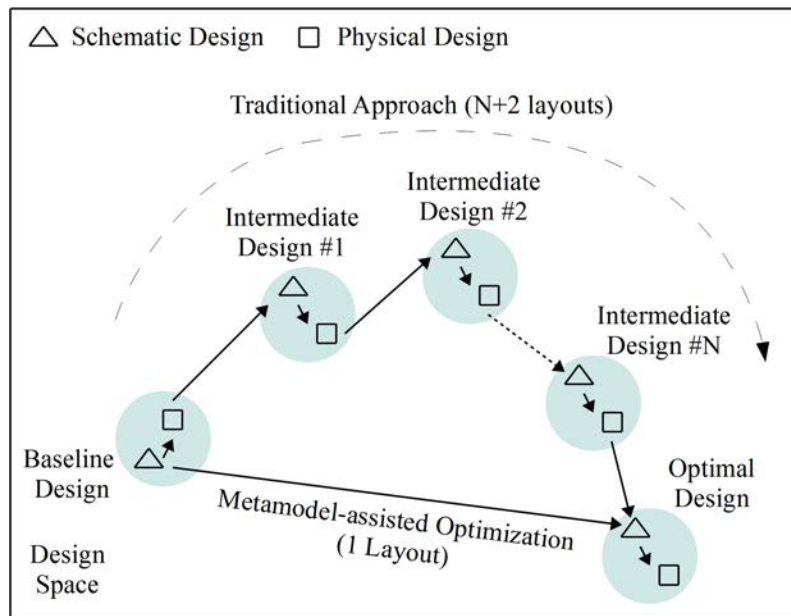 Schematic Design
Physical Design
Traditional Approach (N+2 layouts)
Intermediate
Design #1
Intermediate
Design #2
Intermediate
Design #N
Baseline
Design
Optimal
Design
Metamodel-assisted Optimization
(1 Layout)
Design
Space